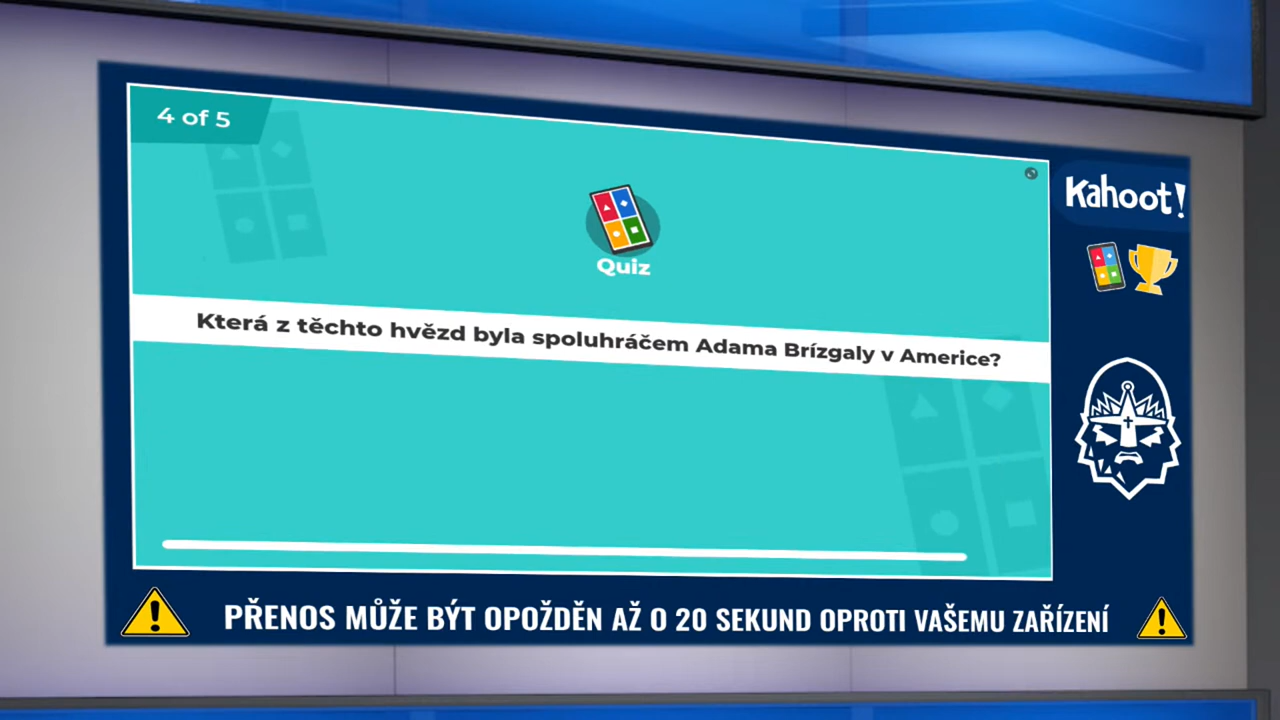 4 of 5
Kahoot!
Quiz
Která z těchto hvězd byla spoluhráčem Adama Brízgaly v Americe?
PŘENOS MŮŽE BÝT OPOŽDĚN AŽ O 20 SEKUND OPROTI VAŠEMU ZAŘÍZENÍ